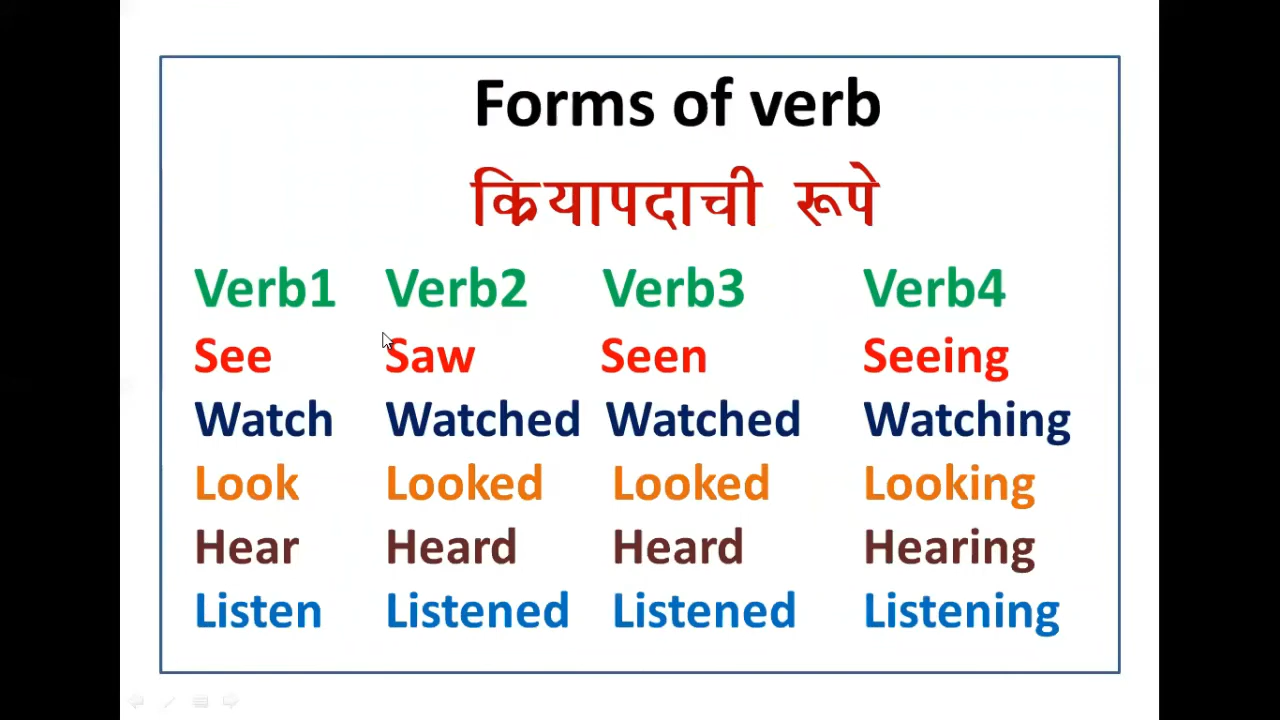 Forms of verb
क्रियापदाची रूपे
Verb1 Verb2 Verb3 Verb4
See Saw Seen Seeing
Watch Watched Watched Watching
Look Looked Looked Looking
Hear Heard Heard Hearing
Listen Listened Listened Listening